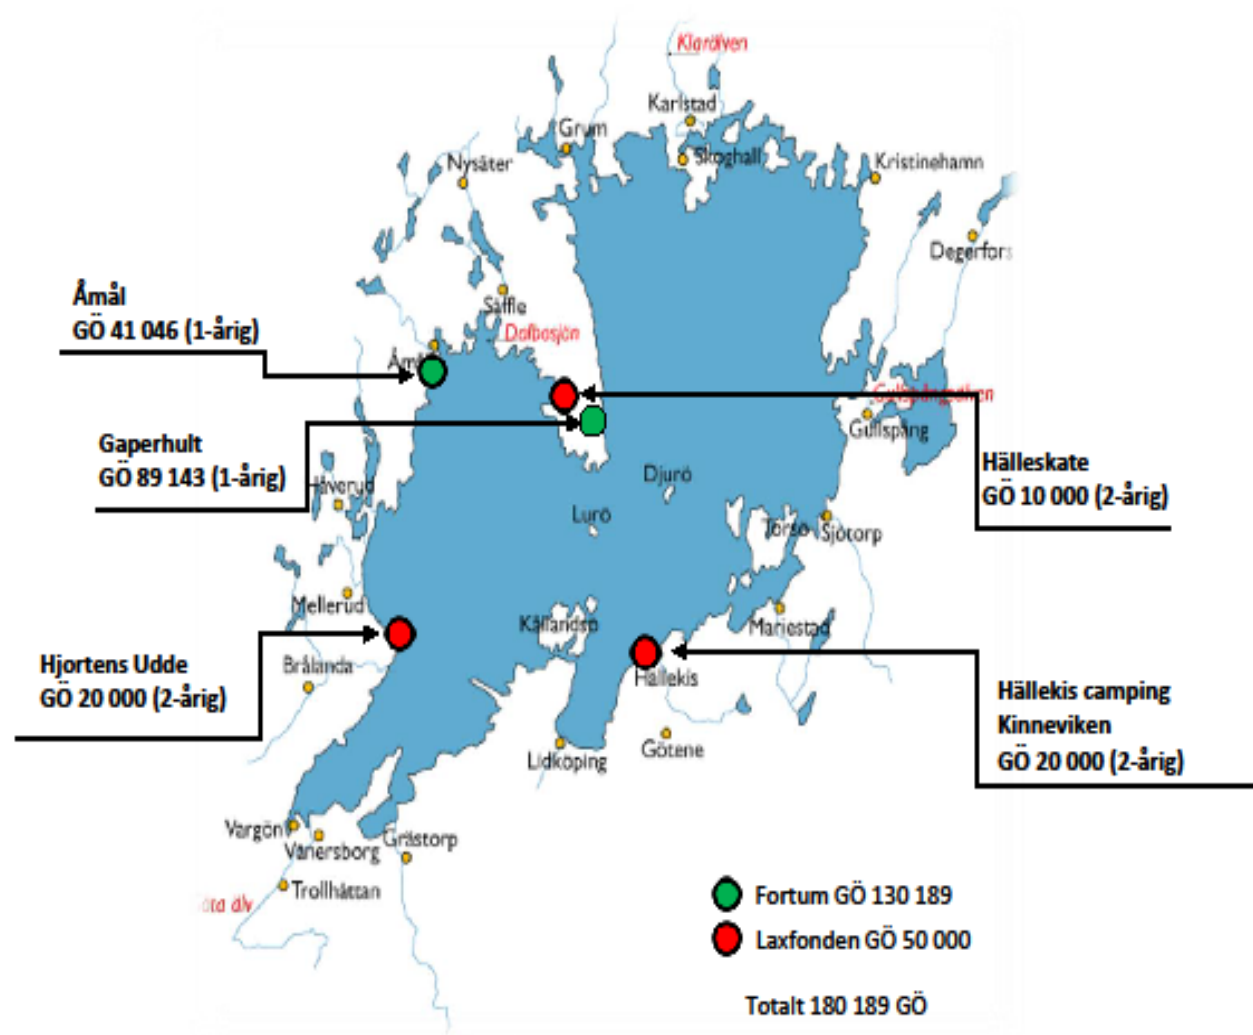 Klarälven
Karlstad
Grum
Skoghall
Nysäter
Kristinehamn
Degerfors
Åmål
GÖ 41 046 (1-årig)
Säffle
Dalbosjön
Gullspångsälven
Gullspång
Gaperhult
GÖ 89 143 (1-årig)
Håverud
Hälleskate
GÖ 10 000 (2-årig)
Djurö
Lurö
Torsö
Sjötorp
Mellerud
Kållandsö
Mariestad
Hjortens Udde
GÖ 20 000 (2-årig)
Brålanda
Hällekis
Hällekis camping
Kinneviken
GÖ 20 000 (2-årig)
Lidköping
Götene
Vargön
Vänersborg
Grästorp
Trollhättan
öta älv
Fortum GÖ 130 189
Laxfonden GÖ 50 000
Totalt 180 189 GÖ